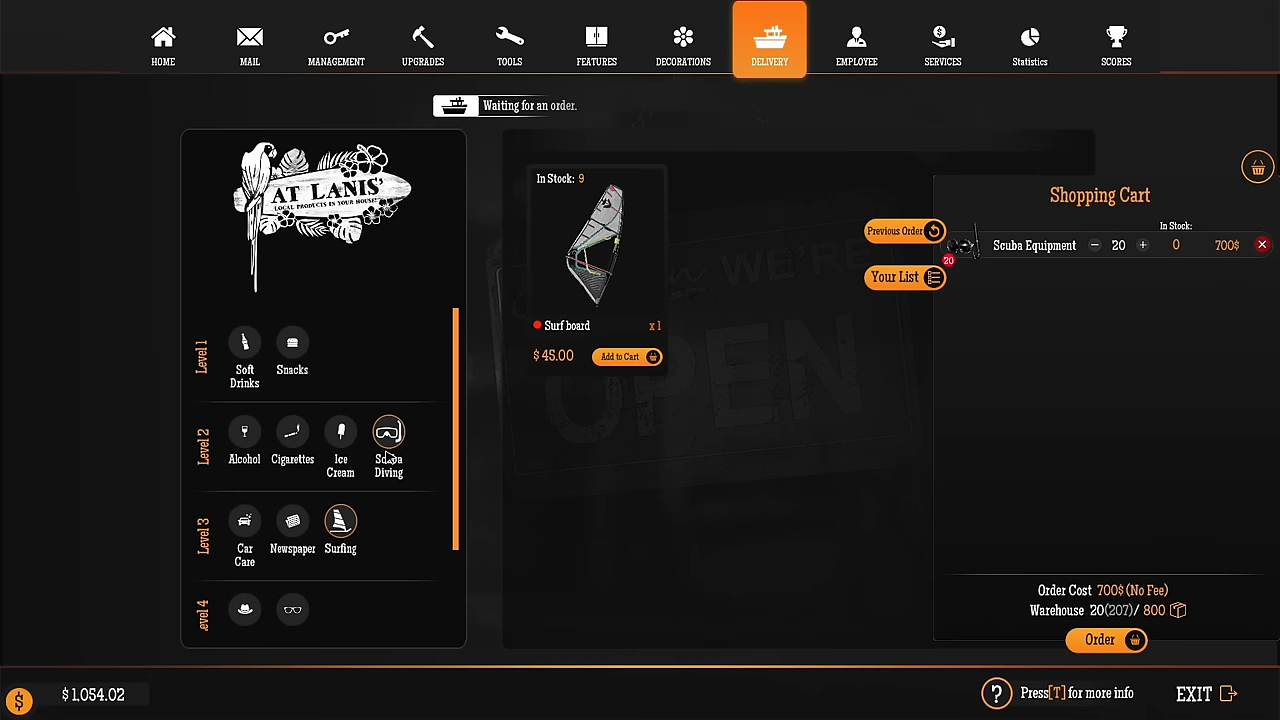 HOME
MAIL
MANAGEMENT
UPGRADES
TOOLS
FEATURES
DECORATIONS
DELIVERY
EMPLOYEE
SERVICES
Statistics
SCORES
Waiting for an order.
AT LANIS'
LOCAL PRODUCTS IN YOUR HOUSE!
Level 1
Soft Drinks
Snacks
Level 2
Alcohol
Cigarettes
Ice Cream
Scuba Diving
Level 3
Car Care
Newspaper
Surfing
Level 4
In Stock: 9
Surf board x1
$45.00
Add to Cart
WE'RE
OPEN
Previous Order
Your List
Shopping Cart
In Stock:
20
Scuba Equipment − 20 + 0 700$
Order Cost 700$ (No Fee)
Warehouse 20(207)/ 800
Order
$ $1,054.02
? Press[T] for more info
EXIT